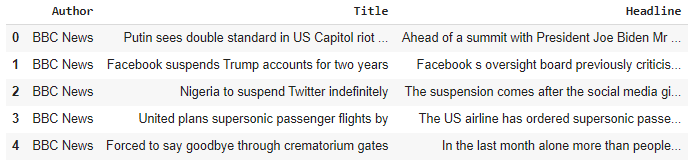 Author Title Headline
0 BBC News Putin sees double standard in US Capitol riot ... Ahead of a summit with President Joe Biden Mr ...
1 BBC News Facebook suspends Trump accounts for two years Facebook s oversight board previously criticis...
2 BBC News Nigeria to suspend Twitter indefinitely The suspension comes after the social media gi...
3 BBC News United plans supersonic passenger flights by The US airline has ordered supersonic passe...
4 BBC News Forced to say goodbye through crematorium gates In the last month alone more than people...